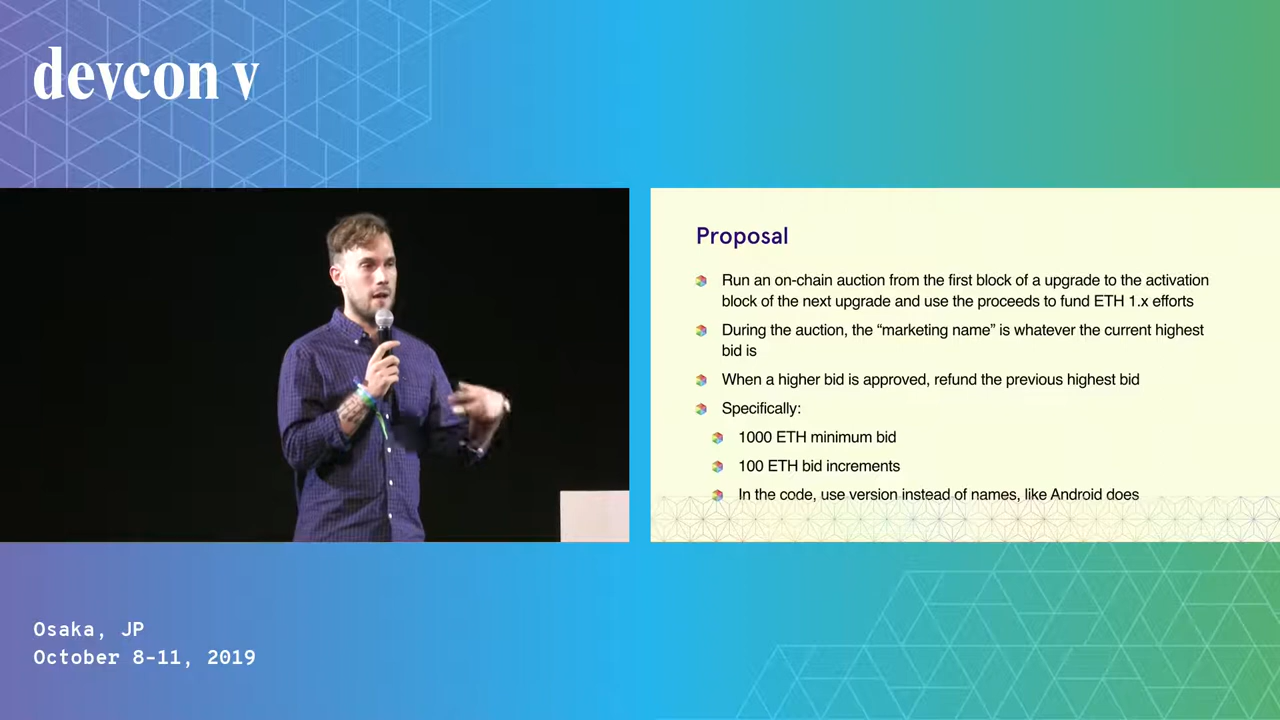 devcon v
Proposal
Run an on-chain auction from the first block of a upgrade to the activation
block of the next upgrade and use the proceeds to fund ETH 1.x efforts
During the auction, the “marketing name” is whatever the current highest
bid is
When a higher bid is approved, refund the previous highest bid
Specifically:
1000 ETH minimum bid
100 ETH bid increments
In the code, use version instead of names, like Android does
Osaka, JP
October 8-11, 2019